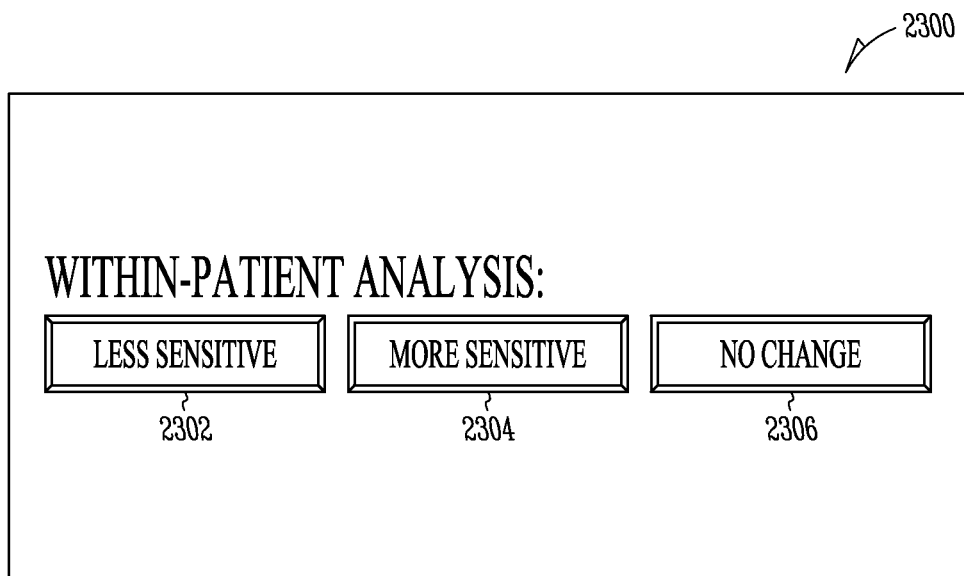 2300
WITHIN-PATIENT ANALYSIS:
LESS SENSITIVE MORE SENSITIVE NO CHANGE
2302 2304 2306